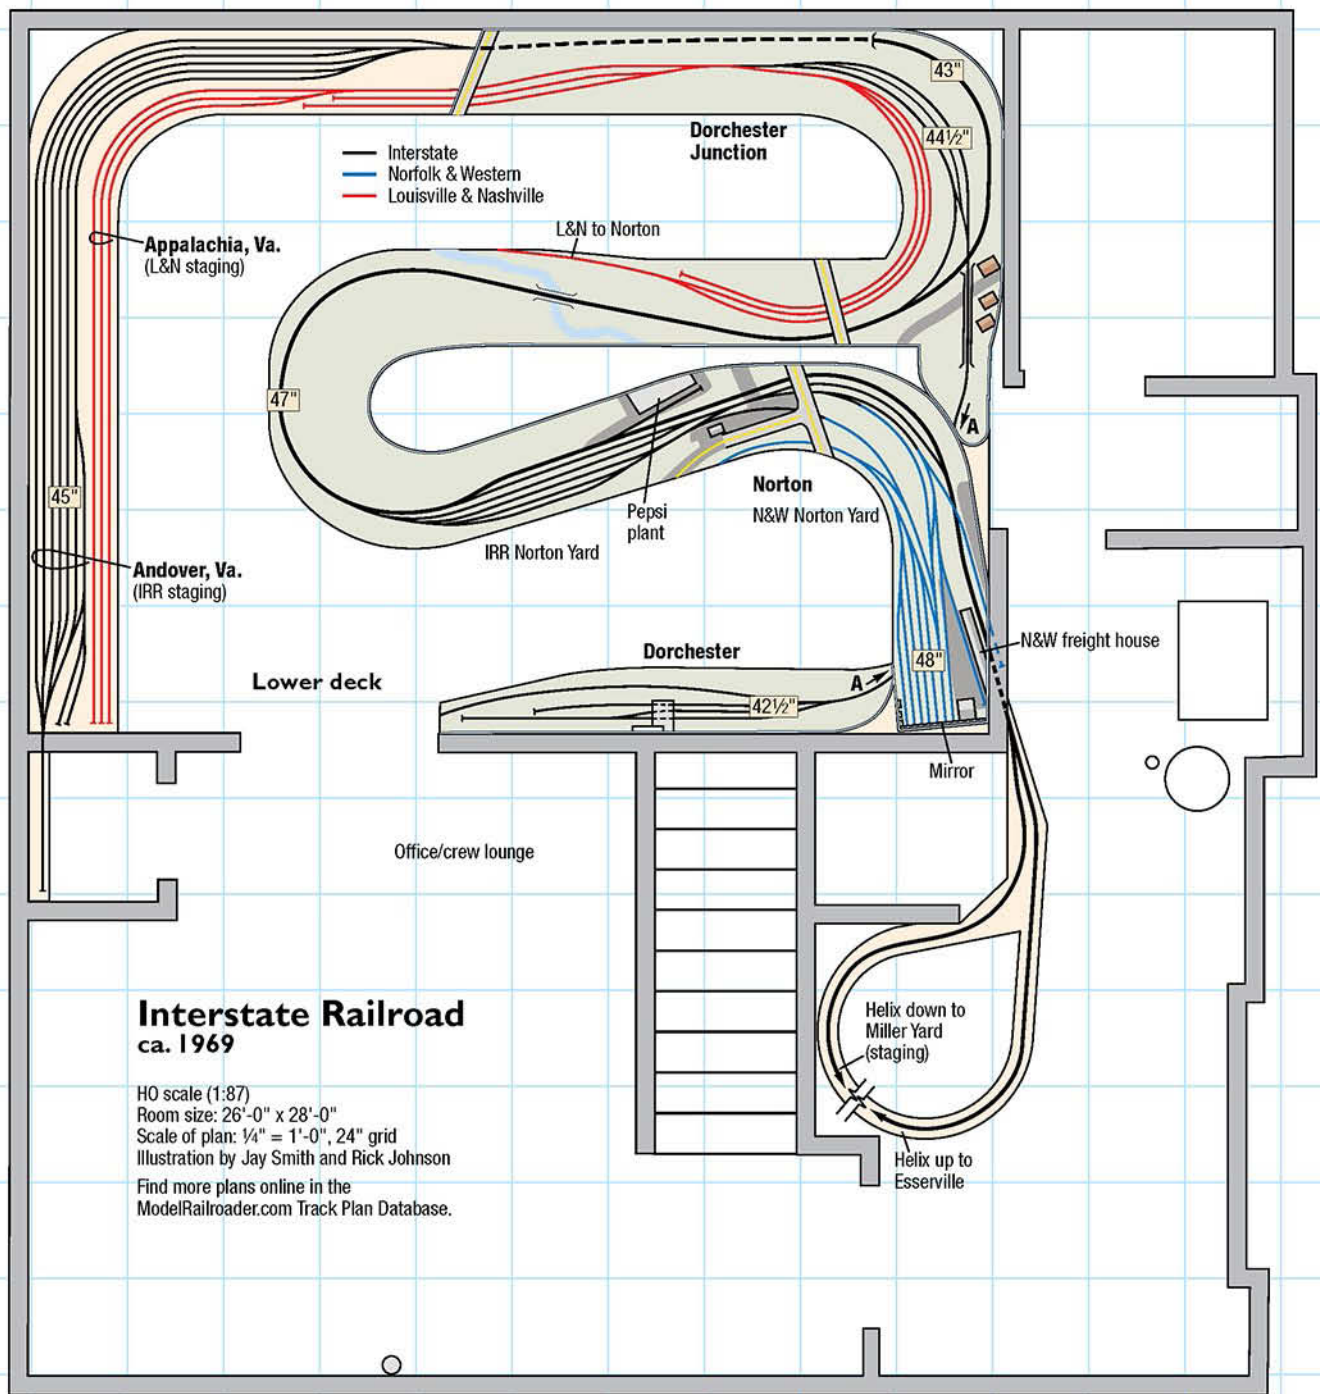 43"
44½"
Dorchester
Junction
Interstate
Norfolk & Western
Louisville & Nashville
L&N to Norton
Appalachia, Va.
(L&N staging)
47"
A
45"
Norton
N&W Norton Yard
Pepsi
plant
IRR Norton Yard
Andover, Va.
(IRR staging)
N&W freight house
Dorchester
48"
Lower deck
A
42½"
Mirror
Office/crew lounge
Interstate Railroad
ca. 1969
Helix down to
Miller Yard
(staging)
HO scale (1:87)
Room size: 26'-0" x 28'-0"
Scale of plan: ¼" = 1'-0", 24" grid
Illustration by Jay Smith and Rick Johnson
Find more plans online in the
ModelRailroader.com Track Plan Database.
Helix up to
Esserville